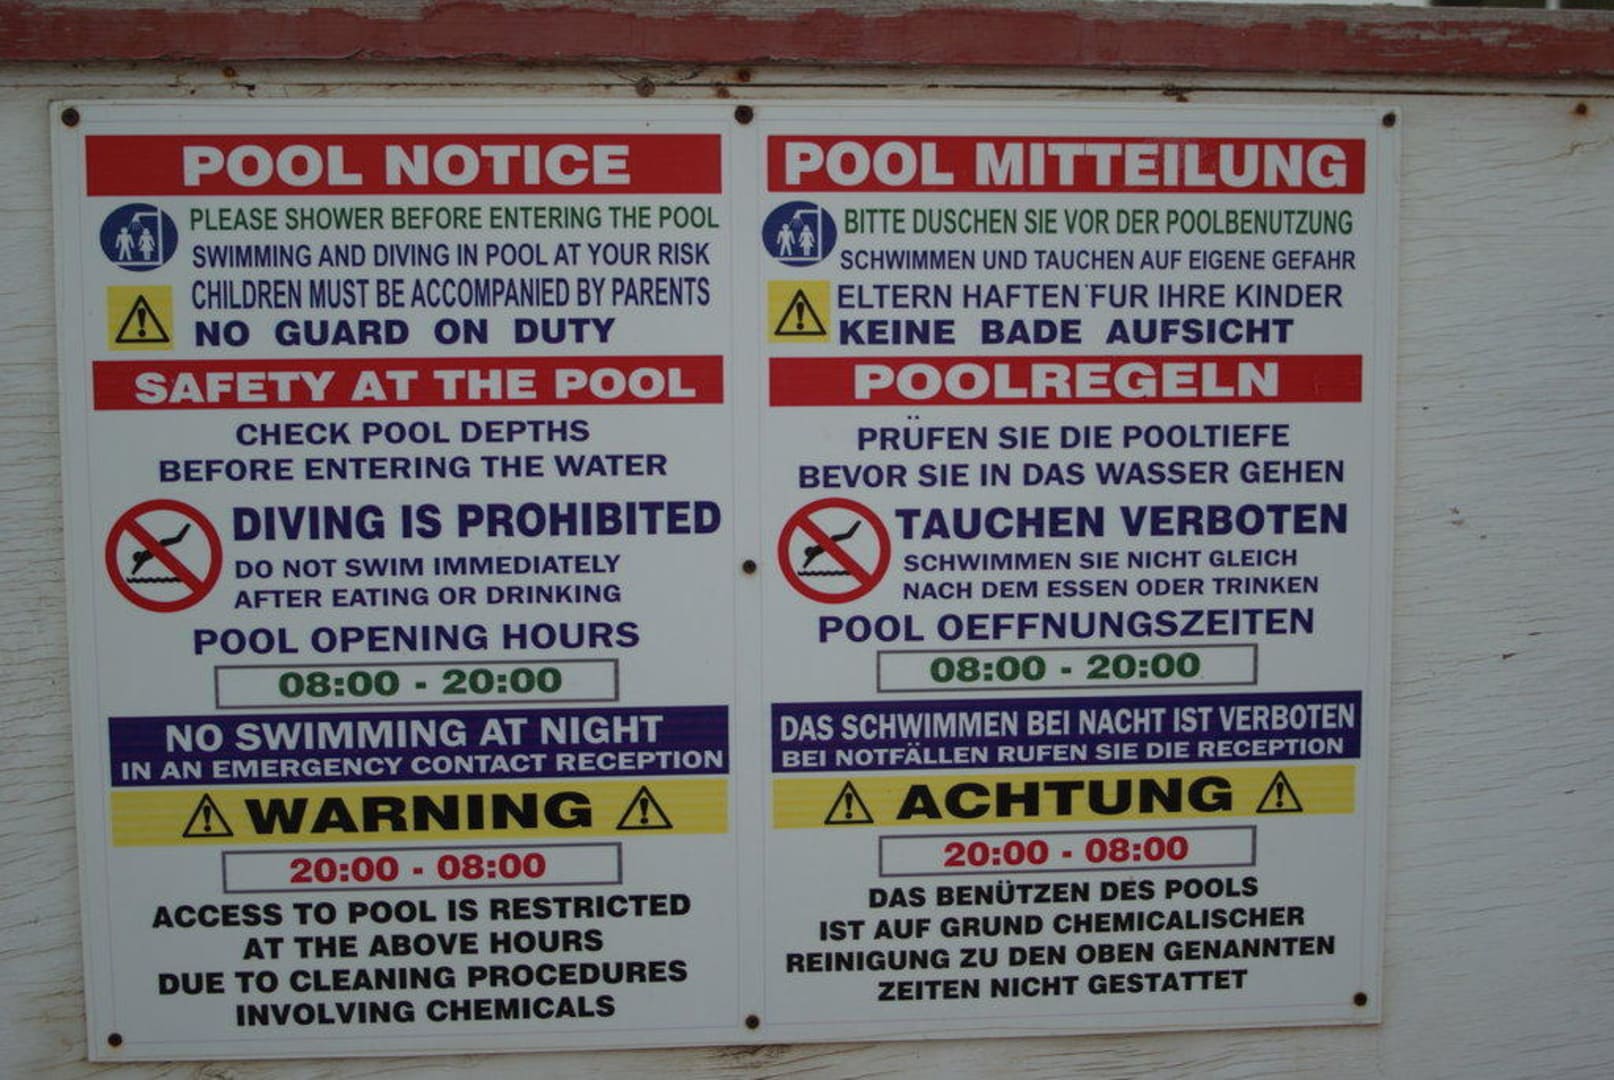 POOL NOTICE
PLEASE SHOWER BEFORE ENTERING THE POOL
SWIMMING AND DIVING IN POOL AT YOUR RISK
CHILDREN MUST BE ACCOMPANIED BY PARENTS
NO GUARD ON DUTY
SAFETY AT THE POOL
CHECK POOL DEPTHS
BEFORE ENTERING THE WATER
DIVING IS PROHIBITED
DO NOT SWIM IMMEDIATELY
AFTER EATING OR DRINKING
POOL OPENING HOURS
08:00 - 20:00
NO SWIMMING AT NIGHT
IN AN EMERGENCY CONTACT RECEPTION
WARNING
20:00 - 08:00
ACCESS TO POOL IS RESTRICTED
AT THE ABOVE HOURS
DUE TO CLEANING PROCEDURES
INVOLVING CHEMICALS
POOL MITTEILUNG
BITTE DUSCHEN SIE VOR DER POOLBENUTZUNG
SCHWIMMEN UND TAUCHEN AUF EIGENE GEFAHR
ELTERN HAFTEN FUR IHRE KINDER
KEINE BADE AUFSICHT
POOLREGELN
PRÜFEN SIE DIE POOLTIEFE
BEVOR SIE IN DAS WASSER GEHEN
TAUCHEN VERBOTEN
SCHWIMMEN SIE NICHT GLEICH
NACH DEM ESSEN ODER TRINKEN
POOL OEFFNUNGSZEITEN
08:00 - 20:00
DAS SCHWIMMEN BEI NACHT IST VERBOTEN
BEI NOTFÄLLEN RUFEN SIE DIE RECEPTION
ACHTUNG
20:00 - 08:00
DAS BENÜTZEN DES POOLS
IST AUF GRUND CHEMICALISCHER
REINIGUNG ZU DEN OBEN GENANNTEN
ZEITEN NICHT GESTATTET